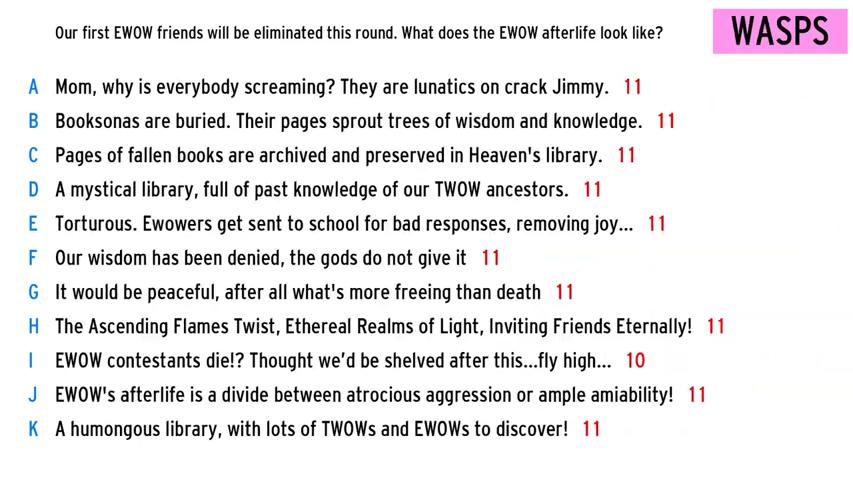 Our first EWOW friends will be eliminated this round. What does the EWOW afterlife look like?
WASPS
A Mom, why is everybody screaming? They are lunatics on crack Jimmy. 11
B Booksonas are buried. Their pages sprout trees of wisdom and knowledge. 11
C Pages of fallen books are archived and preserved in Heaven's library. 11
D A mystical library, full of past knowledge of our TWOW ancestors. 11
E Torturous. Ewowers get sent to school for bad responses, removing joy... 11
F Our wisdom has been denied, the gods do not give it 11
G It would be peaceful, after all what's more freeing than death 11
H The Ascending Flames Twist, Ethereal Realms of Light, Inviting Friends Eternally! 11
I EWOW contestants die!? Thought we’d be shelved after this...fly high... 10
J EWOW's afterlife is a divide between atrocious aggression or ample amiability! 11
K A humongous library, with lots of TWOWs and EWOWs to discover! 11